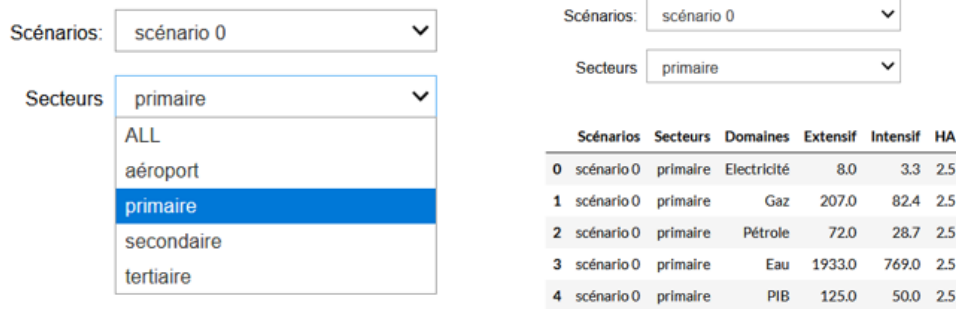 Scénarios: scénario 0
Secteurs primaire
ALL
aéroport
primaire
secondaire
tertiaire
Scénarios: scénario 0
Secteurs primaire
Scénarios Secteurs Domaines Extensif Intensif HA
0 scénario 0 primaire Electricité 8.0 3.3 2.5
1 scénario 0 primaire Gaz 207.0 82.4 2.5
2 scénario 0 primaire Pétrole 72.0 28.7 2.5
3 scénario 0 primaire Eau 1933.0 769.0 2.5
4 scénario 0 primaire PIB 125.0 50.0 2.5